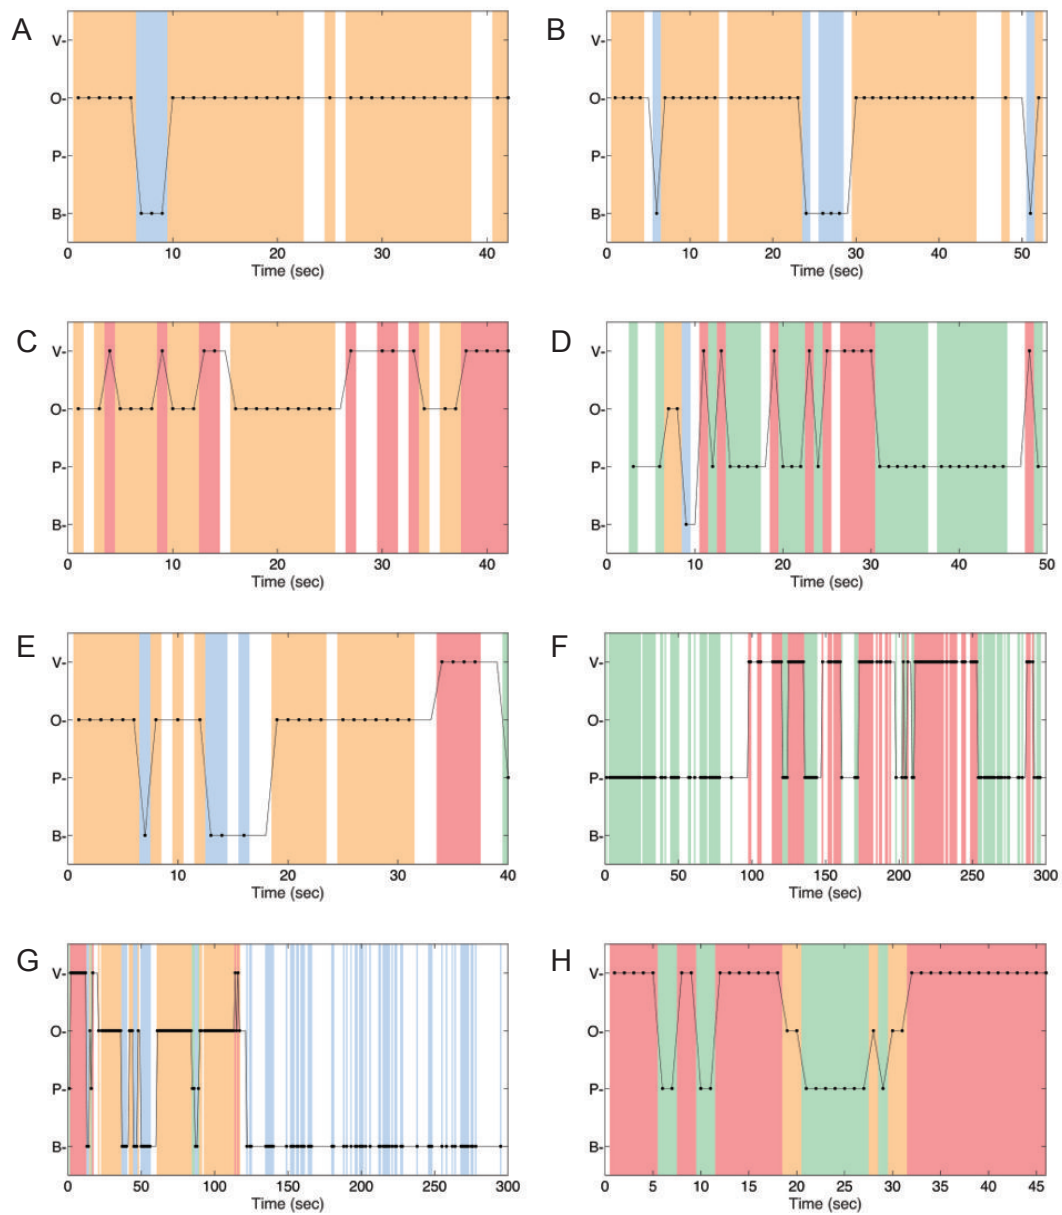 A
V-
O-
P-
B-
0 10 20 30 40
Time (sec)
B
V-
O-
P-
B-
0 10 20 30 40 50
Time (sec)
C
V-
O-
P-
B-
0 10 20 30 40
Time (sec)
D
V-
O-
P-
B-
0 10 20 30 40 50
Time (sec)
E
V-
O-
P-
B-
0 10 20 30 40
Time (sec)
F
V-
O-
P-
B-
0 50 100 150 200 250 300
Time (sec)
G
V-
O-
P-
B-
0 50 100 150 200 250 300
Time (sec)
H
V-
O-
P-
B-
0 5 10 15 20 25 30 35 40 45
Time (sec)